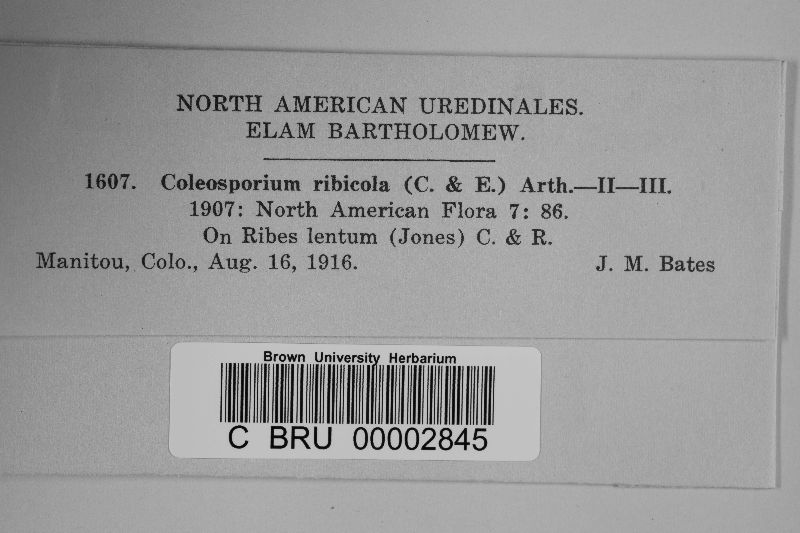 NORTH AMERICAN UREDINALES.
ELAM BARTHOLOMEW.
1607. Coleosporium ribicola (C. & E.) Arth.—II—III.
1907: North American Flora 7: 86.
On Ribes lentum (Jones) C. & R.
Manitou, Colo., Aug. 16, 1916. J. M. Bates
Brown University Herbarium
C BRU 00002845